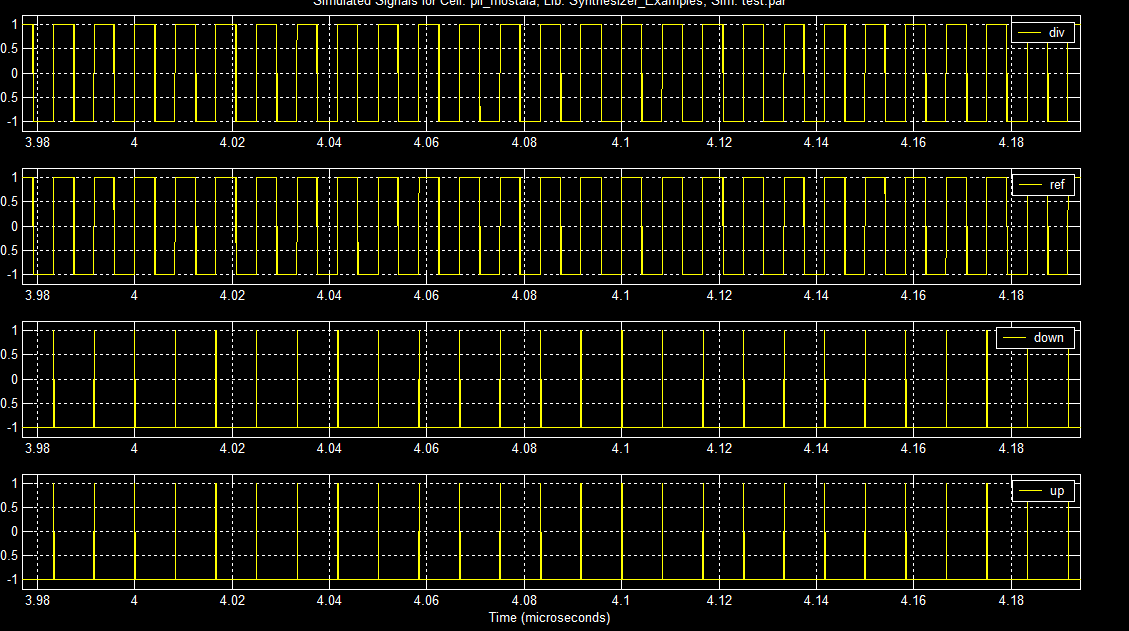 Simulated Signals for Cell: pll_mostafa, Lib: Synthesizer_Examples, Sim: test.par
1
0.5
0
0.5
-1
div
3.98 4 4.02 4.04 4.06 4.08 4.1 4.12 4.14 4.16 4.18
1
0.5
0
0.5
-1
ref
3.98 4 4.02 4.04 4.06 4.08 4.1 4.12 4.14 4.16 4.18
1
0.5
0
0.5
-1
down
3.98 4 4.02 4.04 4.06 4.08 4.1 4.12 4.14 4.16 4.18
1
0.5
0
0.5
-1
up
3.98 4 4.02 4.04 4.06 4.08 4.1 4.12 4.14 4.16 4.18
Time (microseconds)